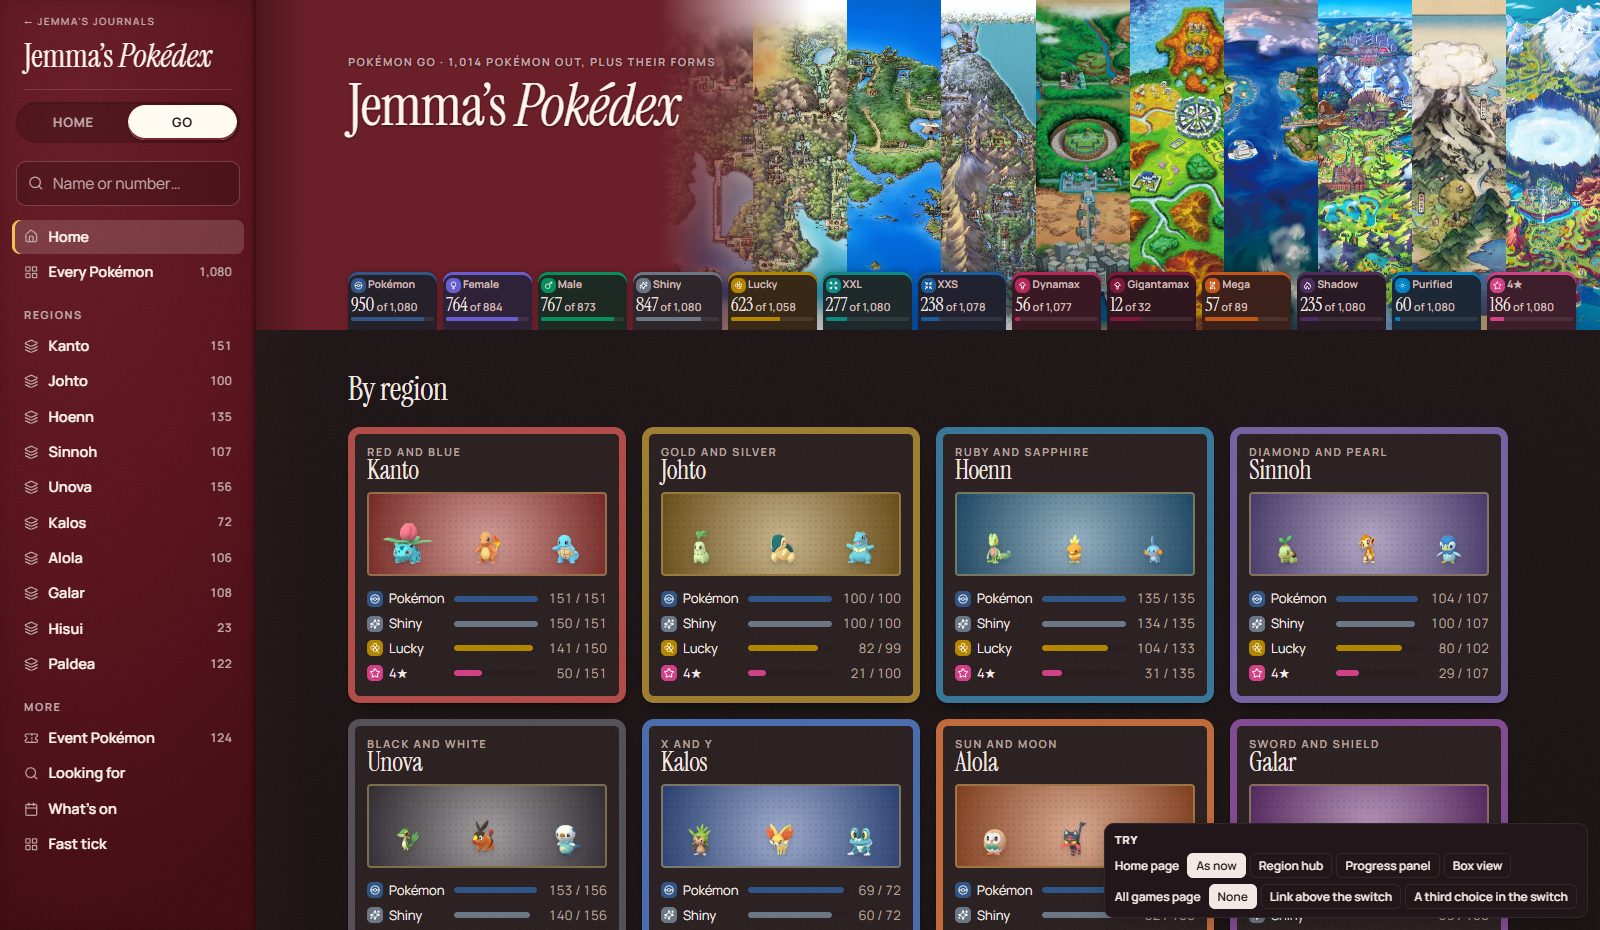 ← JEMMA'S JOURNALS
Jemma's Pokédex
HOME GO
Name or number...
Home
Every Pokémon 1,080
REGIONS
Kanto 151
Johto 100
Hoenn 135
Sinnoh 107
Unova 156
Kalos 72
Alola 106
Galar 108
Hisui 23
Paldea 122
MORE
Event Pokémon 124
Looking for
What's on
Fast tick
POKÉMON GO · 1,014 POKÉMON OUT, PLUS THEIR FORMS
Jemma's Pokédex
Pokémon
950 of 1,080
Female
764 of 884
Male
767 of 873
Shiny
847 of 1,080
Lucky
623 of 1,058
XXL
277 of 1,080
XXS
238 of 1,078
Dynamax
56 of 1,077
Gigantamax
12 of 32
Mega
57 of 89
Shadow
235 of 1,080
Purified
60 of 1,080
4★
186 of 1,080
By region
RED AND BLUE
Kanto
Pokémon 151 / 151
Shiny 150 / 151
Lucky 141 / 150
4★ 50 / 151
GOLD AND SILVER
Johto
Pokémon 100 / 100
Shiny 100 / 100
Lucky 82 / 99
4★ 21 / 100
RUBY AND SAPPHIRE
Hoenn
Pokémon 135 / 135
Shiny 134 / 135
Lucky 104 / 133
4★ 31 / 135
DIAMOND AND PEARL
Sinnoh
Pokémon 104 / 107
Shiny 100 / 107
Lucky 80 / 102
4★ 29 / 107
BLACK AND WHITE
Unova
Pokémon 153 / 156
Shiny 140 / 156
X AND Y
Kalos
Pokémon 69 / 72
Shiny 60 / 72
SUN AND MOON
Alola
Pokémon
Shiny
SWORD AND SHIELD
Galar
TRY
Home page As now Region hub Progress panel Box view
All games page None Link above the switch A third choice in the switch